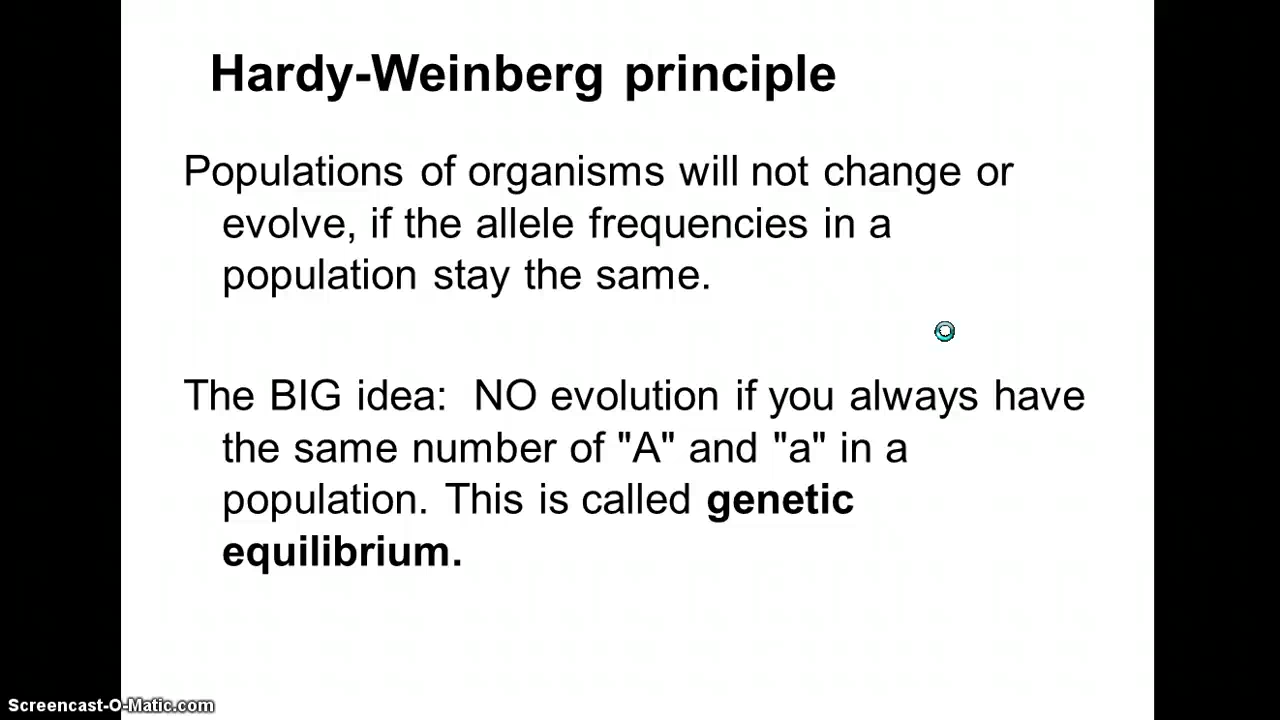 Hardy-Weinberg principle
Populations of organisms will not change or
evolve, if the allele frequencies in a
population stay the same.
The BIG idea:  NO evolution if you always have
the same number of "A" and "a" in a
population. This is called genetic
equilibrium.
Screencast-O-Matic.com